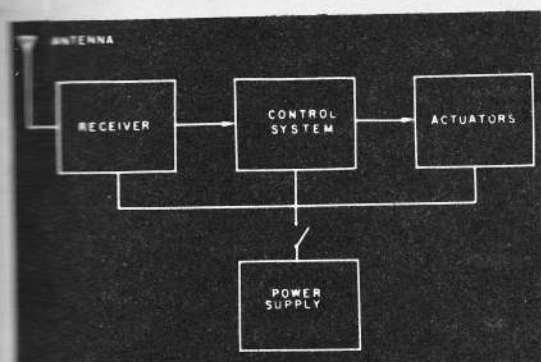 ANTENNA
RECEIVER
CONTROL
SYSTEM
ACTUATORS
POWER
SUPPLY